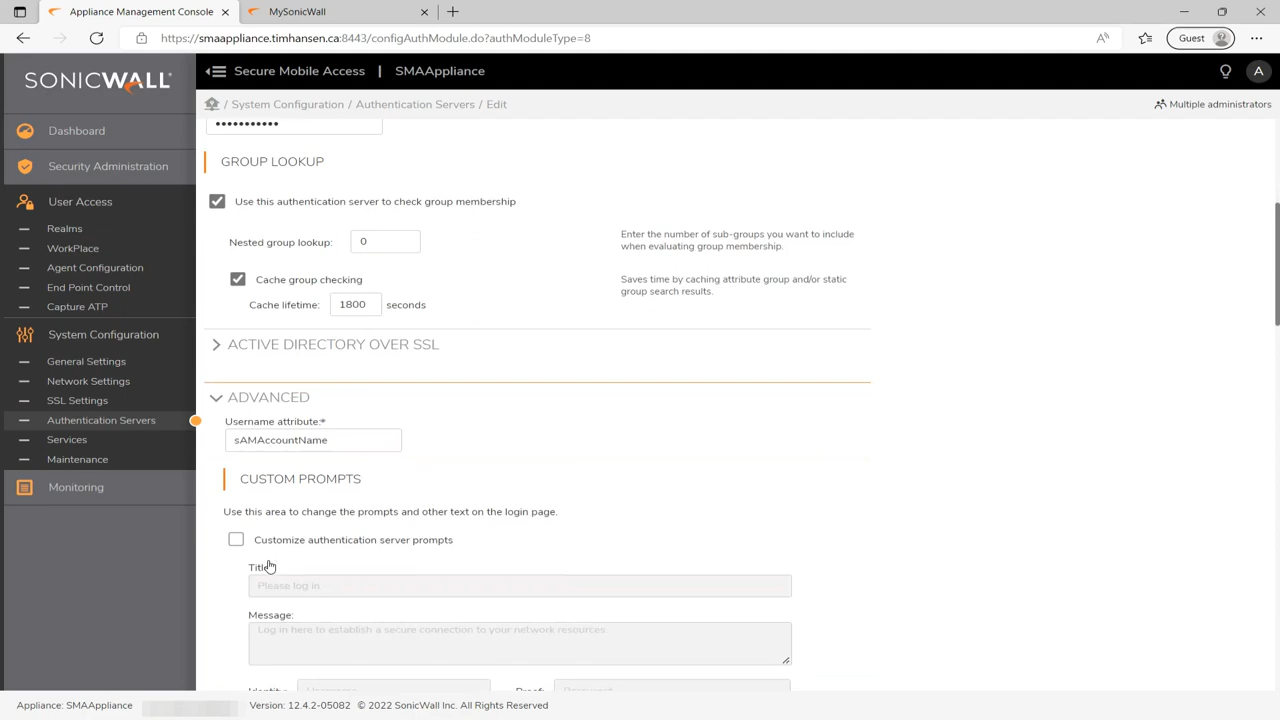 Appliance Management Console
MySonicWall
https://smaappliance.timhansen.ca:8443/configAuthModule.do?authModuleType=8
Guest
SONICWALL
Secure Mobile Access | SMAAppliance
A
/ System Configuration / Authentication Servers / Edit
Multiple administrators
Dashboard
Security Administration
User Access
Realms
WorkPlace
Agent Configuration
End Point Control
Capture ATP
System Configuration
General Settings
Network Settings
SSL Settings
Authentication Servers
Services
Maintenance
Monitoring
•••••••••••
GROUP LOOKUP
Use this authentication server to check group membership
Nested group lookup: 0
Enter the number of sub-groups you want to include
when evaluating group membership.
Cache group checking
Saves time by caching attribute group and/or static
group search results.
Cache lifetime: 1800 seconds
ACTIVE DIRECTORY OVER SSL
ADVANCED
Username attribute:*
sAMAccountName
CUSTOM PROMPTS
Use this area to change the prompts and other text on the login page.
Customize authentication server prompts
Title
Please log in
Message:
Log in here to establish a secure connection to your network resources
Identity: Username Proof: Password
Appliance: SMAAppliance
Version: 12.4.2-05082 © 2022 SonicWall Inc. All Rights Reserved